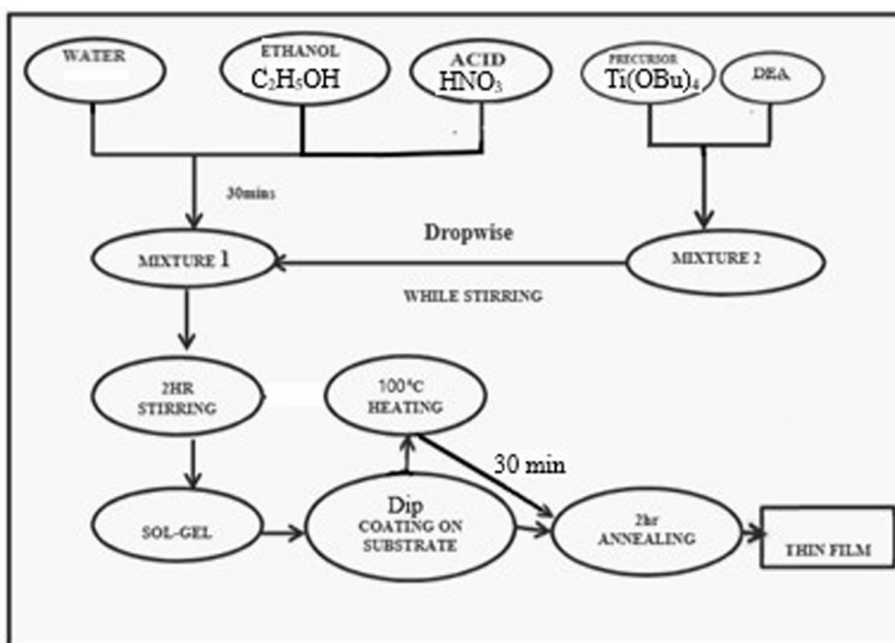 WATER
ETHANOL
C₂H₅OH
ACID
HNO₃
PRECURSOR
Ti(OBu)₄
DEA
30mins
Dropwise
MIXTURE 1
MIXTURE 2
WHILE STIRRING
2HR
STIRRING
100°C
HEATING
30 min
SOL-GEL
Dip
COATING ON
SUBSTRATE
2hr
ANNEALING
THIN FILM